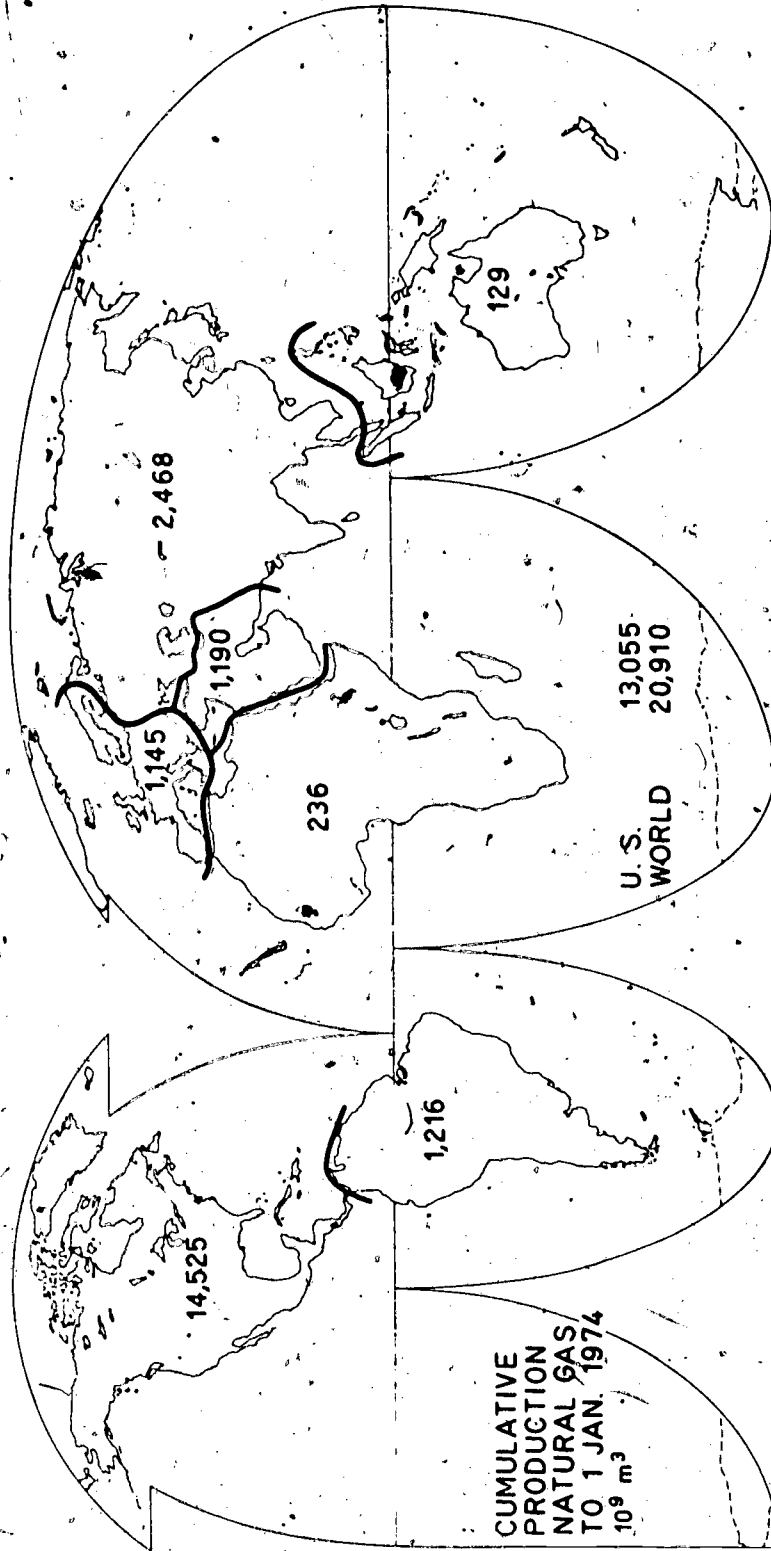 14,525
1,216
1,145
1,190
2,468
236
129
U. S. 13,055
WORLD 20,910
CUMULATIVE
PRODUCTION
NATURAL GAS
TO 1 JAN. 1974
10⁹ m³